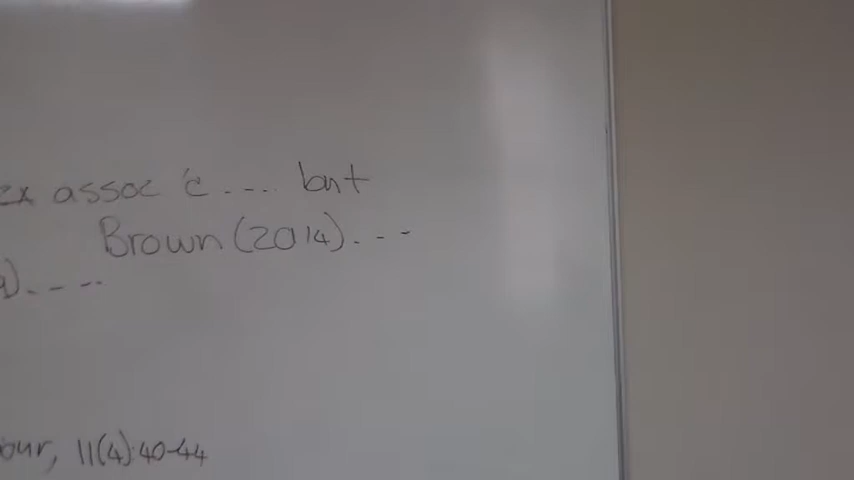 ex assoc 'c .... but
Brown (2014)....
).....
our, 11(4):40-44